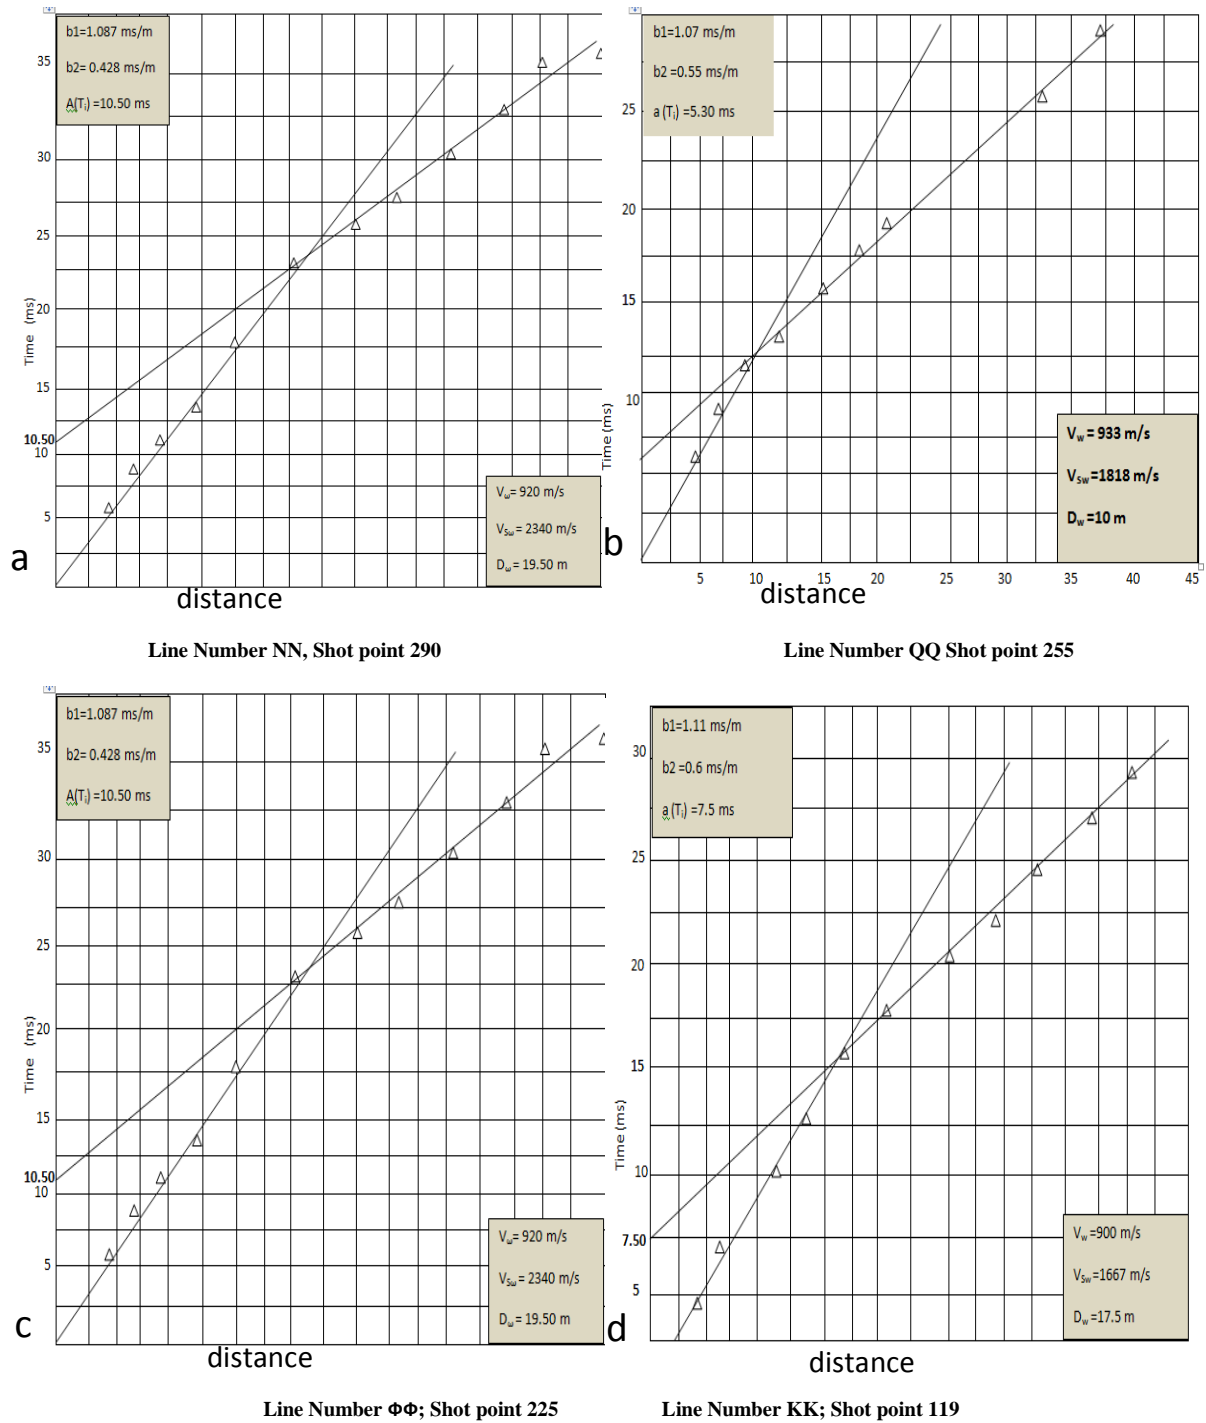 b1=1.087 ms/m
b2= 0.428 ms/m
A(Tᵢ) =10.50 ms
35
30
25
20
15
10.50
10
5
Time (ms)
Vω= 920 m/s
VSω = 2340 m/s
Dω = 19.50 m
a
distance
Line Number NN, Shot point 290
b1=1.07 ms/m
b2 =0.55 ms/m
a (Tᵢ) =5.30 ms
25
20
15
10
Time (ms)
Vw = 933 m/s
VSw =1818 m/s
Dw =10 m
b
5 10 15 20 25 30 35 40 45
distance
Line Number QQ Shot point 255
b1=1.087 ms/m
b2= 0.428 ms/m
A(Tᵢ) =10.50 ms
35
30
25
20
15
10.50
10
5
Time (ms)
Vω= 920 m/s
VSω = 2340 m/s
Dω = 19.50 m
c
distance
Line Number ΦΦ; Shot point 225
b1=1.11 ms/m
b2 =0.6 ms/m
a (Tᵢ) =7.5 ms
30
25
20
15
10
7.50
5
Time (ms)
Vw =900 m/s
VSw =1667 m/s
Dw =17.5 m
d
distance
Line Number KK; Shot point 119